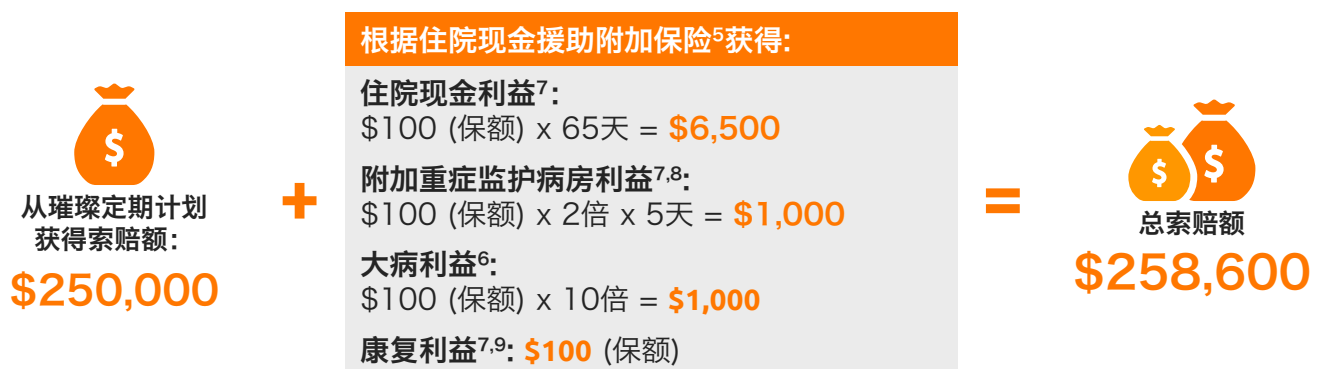 $
从璀璨定期计划
获得索赔额:
$250,000
+
根据住院现金援助附加保险⁵获得:
住院现金利益⁷:
$100 (保额) x 65天 = $6,500
附加重症监护病房利益⁷,⁸:
$100 (保额) x 2倍 x 5天 = $1,000
大病利益⁶:
$100 (保额) x 10倍 = $1,000
康复利益⁷,⁹: $100 (保额)
=
$ $
总索赔额
$258,600